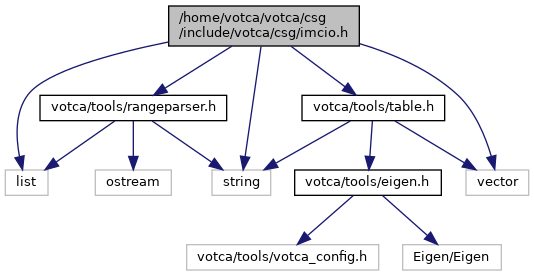 /home/votca/votca/csg
/include/votca/csg/imcio.h
votca/tools/rangeparser.h
votca/tools/table.h
list
ostream
string
votca/tools/eigen.h
vector
votca/tools/votca_config.h
Eigen/Eigen